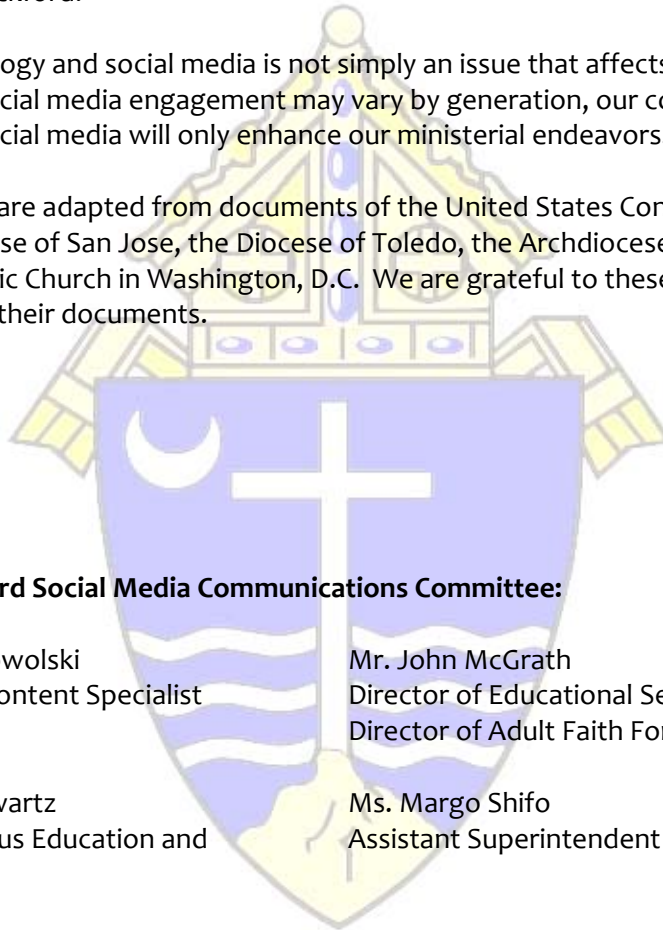 ckford.
ogy and social media is not simply an issue that affects
cial media engagement may vary by generation, our co
cial media will only enhance our ministerial endeavors
are adapted from documents of the United States Con
se of San Jose, the Diocese of Toledo, the Archdiocese
ic Church in Washington, D.C.  We are grateful to these
their documents.
rd Social Media Communications Committee:
owolski
Mr. John McGrath
ontent Specialist
Director of Educational Se
Director of Adult Faith For
wartz
Ms. Margo Shifo
us Education and
Assistant Superintendent